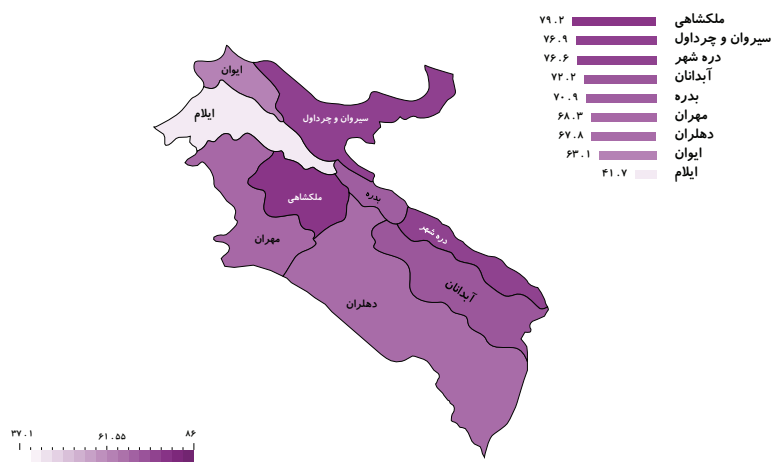 ملکشاهی ۷۹.۲
سیروان و چرداول ۷۶.۹
دره شهر ۷۶.۶
آبدانان ۷۲.۲
بدره ۷۰.۹
مهران ۶۸.۳
دهلران ۶۷.۸
ایوان ۶۳.۱
ایلام ۴۱.۷
ایوان
ایلام
سیروان و چرداول
ملکشاهی
بدره
دره شهر
مهران
آبدانان
دهلران
۳۷.۱ ۶۱.۵۵ ۸۶